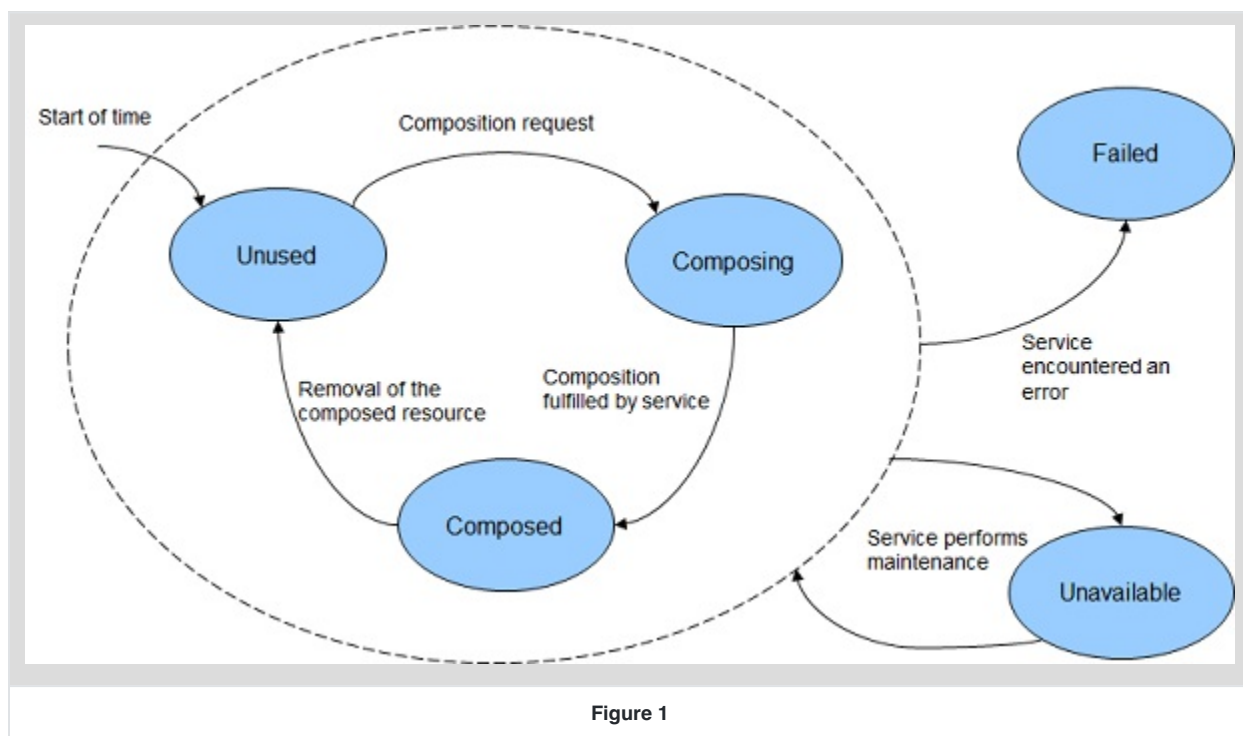 Start of time
Composition request
Failed
Unused
Composing
Service
encountered an
error
Removal of the
composed resource
Composition
fulfilled by service
Composed
Service performs
maintenance
Unavailable
Figure 1